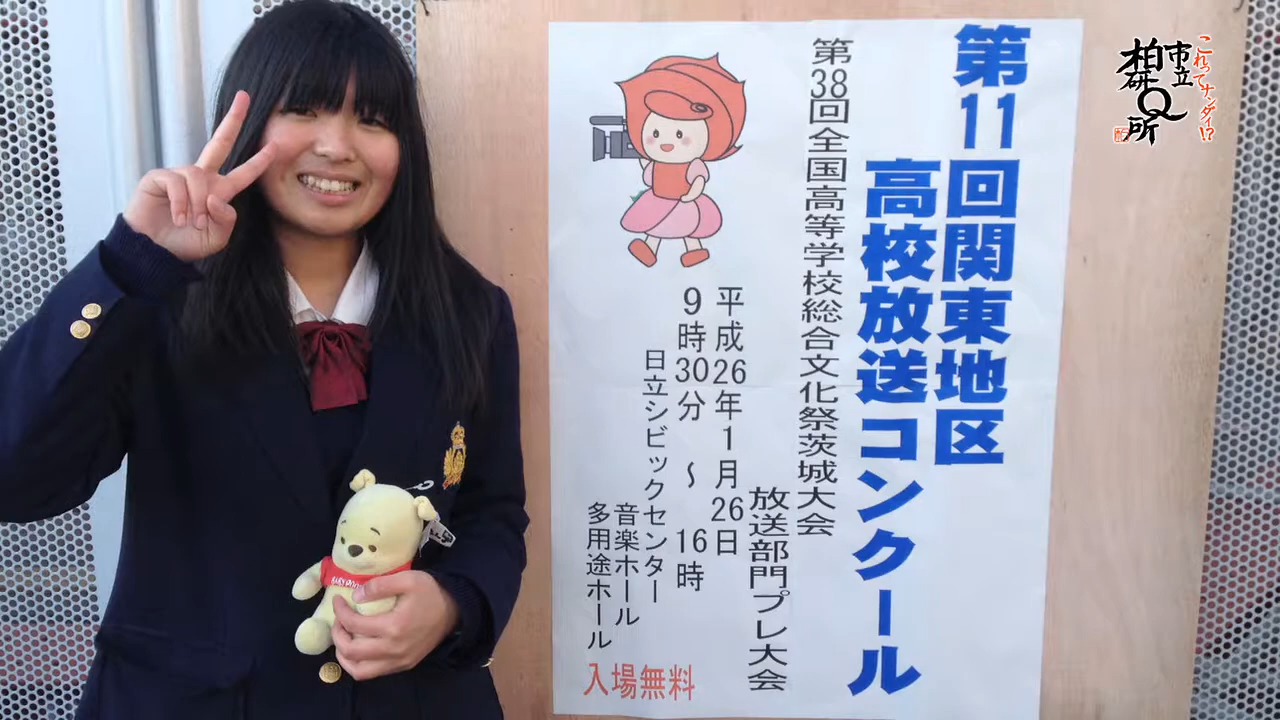 第11回関東地区
高校放送コンクール
第38回全国高等学校総合文化祭茨城大会
放送部門プレ大会
平成26年1月26日
9時30分 ～ 16時
日立シビックセンター
音楽ホール
多用途ホール
入場無料
これってナンダイ!?
市立
柏研Q所